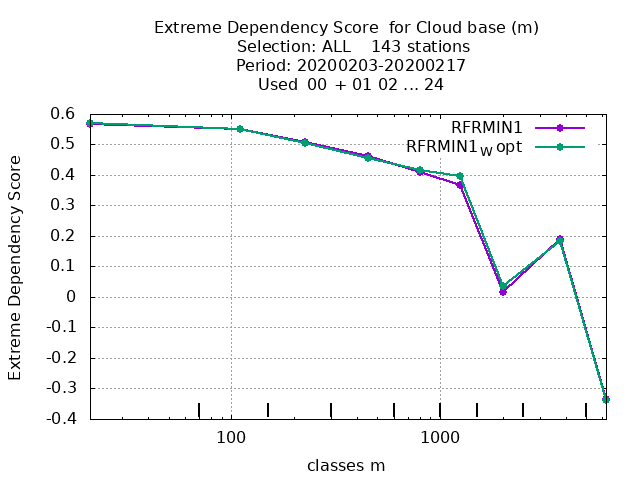 Extreme Dependency Score  for Cloud base (m)
Selection: ALL    143 stations
Period: 20200203-20200217
Used  00  + 01 02 ... 24
RFRMIN1
RFRMIN1W opt
Extreme Dependency Score
0.6
0.5
0.4
0.3
0.2
0.1
0
-0.1
-0.2
-0.3
-0.4
100
1000
classes m